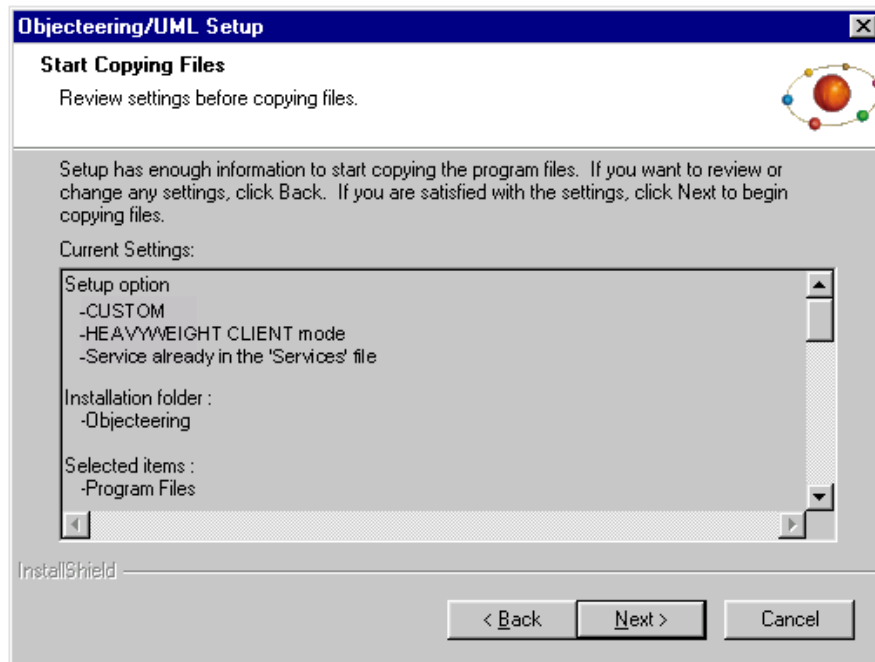 Objecteering/UML Setup
Start Copying Files
Review settings before copying files.
Setup has enough information to start copying the program files. If you want to review or
change any settings, click Back. If you are satisfied with the settings, click Next to begin
copying files.
Current Settings:
Setup option
-CUSTOM
-HEAVYWEIGHT CLIENT mode
-Service already in the 'Services' file
Installation folder :
-Objecteering
Selected items :
-Program Files
InstallShield
< Back
Next >
Cancel